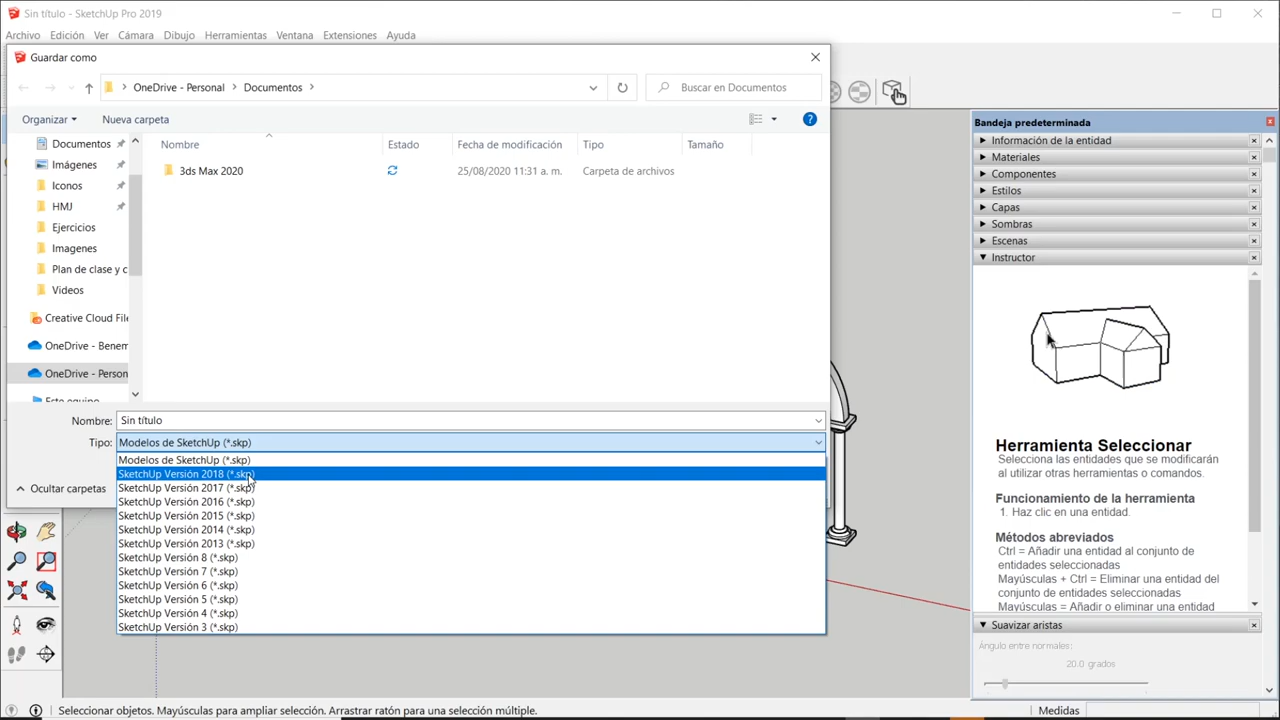 Sin título - SketchUp Pro 2019
Archivo Edición Ver Cámara Dibujo Herramientas Ventana Extensiones Ayuda
Guardar como
OneDrive - Personal Documentos
Buscar en Documentos
Organizar Nueva carpeta
Nombre Estado Fecha de modificación Tipo Tamaño
3ds Max 2020 25/08/2020 11:31 a. m. Carpeta de archivos
Documentos
Imágenes
Iconos
HMJ
Ejercicios
Imagenes
Plan de clase y c
Videos
Creative Cloud File
OneDrive - Benem
OneDrive - Person
Este equipo
Nombre: Sin título
Tipo: Modelos de SketchUp (*.skp)
Modelos de SketchUp (*.skp)
SketchUp Versión 2018 (*.skp)
SketchUp Versión 2017 (*.skp)
SketchUp Versión 2016 (*.skp)
SketchUp Versión 2015 (*.skp)
SketchUp Versión 2014 (*.skp)
SketchUp Versión 2013 (*.skp)
SketchUp Versión 8 (*.skp)
SketchUp Versión 7 (*.skp)
SketchUp Versión 6 (*.skp)
SketchUp Versión 5 (*.skp)
SketchUp Versión 4 (*.skp)
SketchUp Versión 3 (*.skp)
Ocultar carpetas
Bandeja predeterminada
Información de la entidad
Materiales
Componentes
Estilos
Capas
Sombras
Escenas
Instructor
Herramienta Seleccionar
Selecciona las entidades que se modificarán
al utilizar otras herramientas o comandos.
Funcionamiento de la herramienta
1. Haz clic en una entidad.
Métodos abreviados
Ctrl = Añadir una entidad al conjunto de
entidades seleccionadas
Mayúsculas + Ctrl = Eliminar una entidad del
conjunto de entidades seleccionadas
Mayúsculas = Añadir o eliminar una entidad
Suavizar aristas
Ángulo entre normales:
20.0 grados
Seleccionar objetos. Mayúsculas para ampliar selección. Arrastrar ratón para una selección múltiple.
Medidas